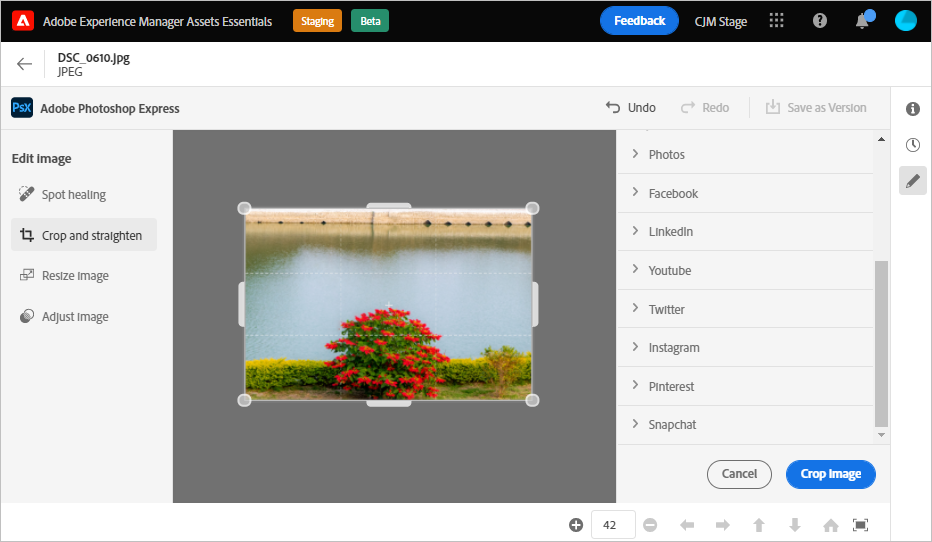 Adobe Experience Manager Assets Essentials Staging Beta Feedback CJM Stage
DSC_0610.jpg
JPEG
PsX Adobe Photoshop Express Undo Redo Save as Version
Edit image
Spot healing
Crop and straighten
Resize image
Adjust image
Photos
Facebook
LinkedIn
Youtube
Twitter
Instagram
Pinterest
Snapchat
Cancel Crop Image
42